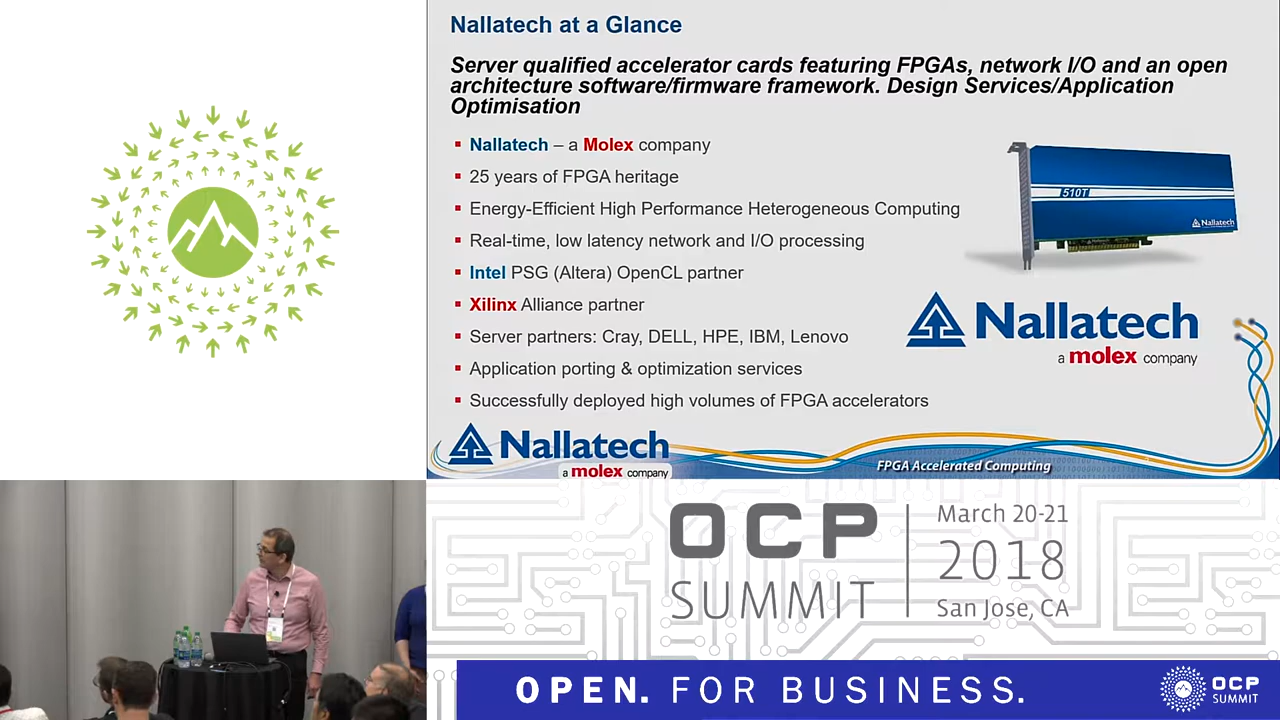 Nallatech at a Glance
Server qualified accelerator cards featuring FPGAs, network I/O and an open
architecture software/firmware framework. Design Services/Application
Optimisation
▪ Nallatech – a Molex company
▪ 25 years of FPGA heritage
▪ Energy-Efficient High Performance Heterogeneous Computing
▪ Real-time, low latency network and I/O processing
▪ Intel PSG (Altera) OpenCL partner
▪ Xilinx Alliance partner
▪ Server partners: Cray, DELL, HPE, IBM, Lenovo
▪ Application porting & optimization services
▪ Successfully deployed high volumes of FPGA accelerators
510T
Nallatech
Nallatech
a molex company
Nallatech
a molex company
FPGA Accelerated Computing
OCP
SUMMIT
March 20-21
2018
San Jose, CA
OPEN. FOR BUSINESS.
OCP
SUMMIT